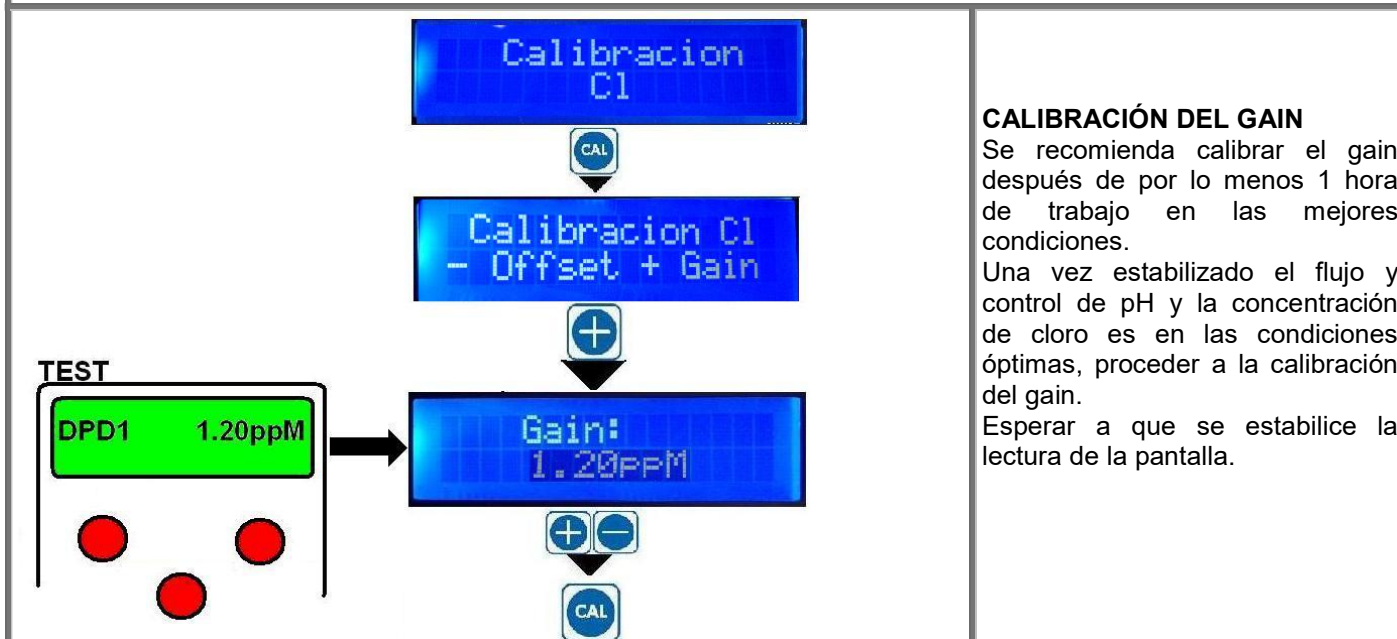 Calibracion
Cl
CAL
Calibracion Cl
- Offset + Gain
+
TEST
DPD1 1.20ppM
Gain:
1.20ppM
+ -
CAL
CALIBRACIÓN DEL GAIN
Se recomienda calibrar el gain
después de por lo menos 1 hora
de trabajo en las mejores
condiciones.
Una vez estabilizado el flujo y
control de pH y la concentración
de cloro es en las condiciones
óptimas, proceder a la calibración
del gain.
Esperar a que se estabilice la
lectura de la pantalla.